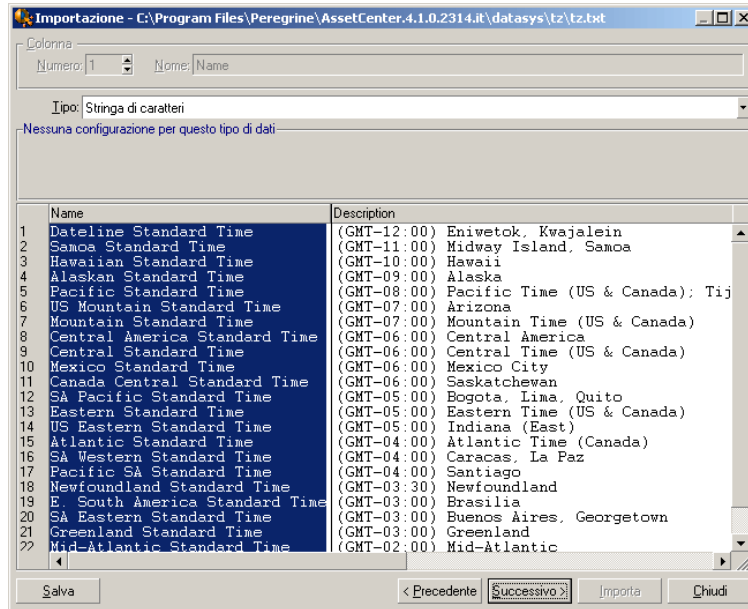 Importazione - C:\Program Files\Peregrine\AssetCenter.4.1.0.2314.it\datasys\tz\tz.txt
Colonna
Numero: 1 Nome: Name
Tipo: Stringa di caratteri
Nessuna configurazione per questo tipo di dati
Name Description
1 Dateline Standard Time (GMT-12:00) Eniwetok, Kwajalein
2 Samoa Standard Time (GMT-11:00) Midway Island, Samoa
3 Hawaiian Standard Time (GMT-10:00) Hawaii
4 Alaskan Standard Time (GMT-09:00) Alaska
5 Pacific Standard Time (GMT-08:00) Pacific Time (US & Canada); Tij
6 US Mountain Standard Time (GMT-07:00) Arizona
7 Mountain Standard Time (GMT-07:00) Mountain Time (US & Canada)
8 Central America Standard Time (GMT-06:00) Central America
9 Central Standard Time (GMT-06:00) Central Time (US & Canada)
10 Mexico Standard Time (GMT-06:00) Mexico City
11 Canada Central Standard Time (GMT-06:00) Saskatchewan
12 SA Pacific Standard Time (GMT-05:00) Bogota, Lima, Quito
13 Eastern Standard Time (GMT-05:00) Eastern Time (US & Canada)
14 US Eastern Standard Time (GMT-05:00) Indiana (East)
15 Atlantic Standard Time (GMT-04:00) Atlantic Time (Canada)
16 SA Western Standard Time (GMT-04:00) Caracas, La Paz
17 Pacific SA Standard Time (GMT-04:00) Santiago
18 Newfoundland Standard Time (GMT-03:30) Newfoundland
19 E. South America Standard Time (GMT-03:00) Brasilia
20 SA Eastern Standard Time (GMT-03:00) Buenos Aires, Georgetown
21 Greenland Standard Time (GMT-03:00) Greenland
22 Mid-Atlantic Standard Time (GMT-02:00) Mid-Atlantic
Salva < Precedente Successivo > Importa Chiudi